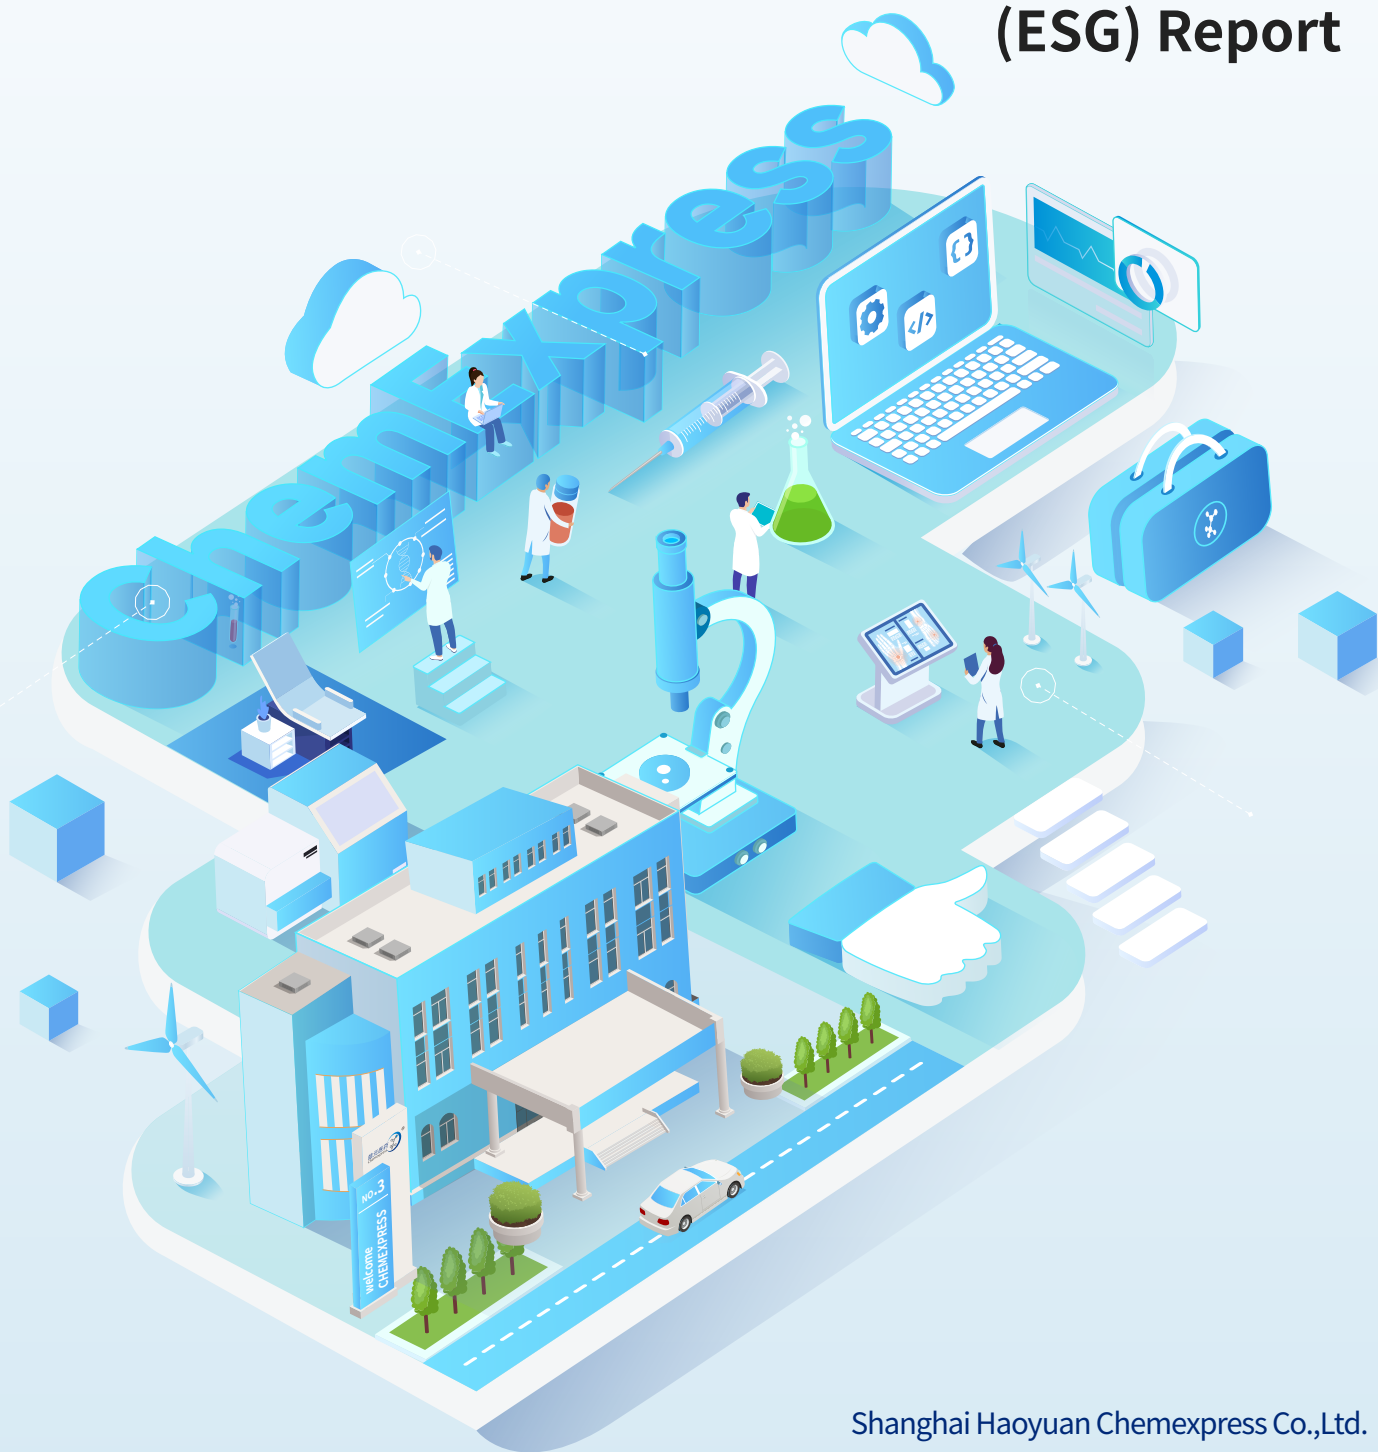 (ESG) Report
ChemExpress
NO.3
welcome
CHEMEXPRESS
Shanghai Haoyuan Chemexpress Co.,Ltd.